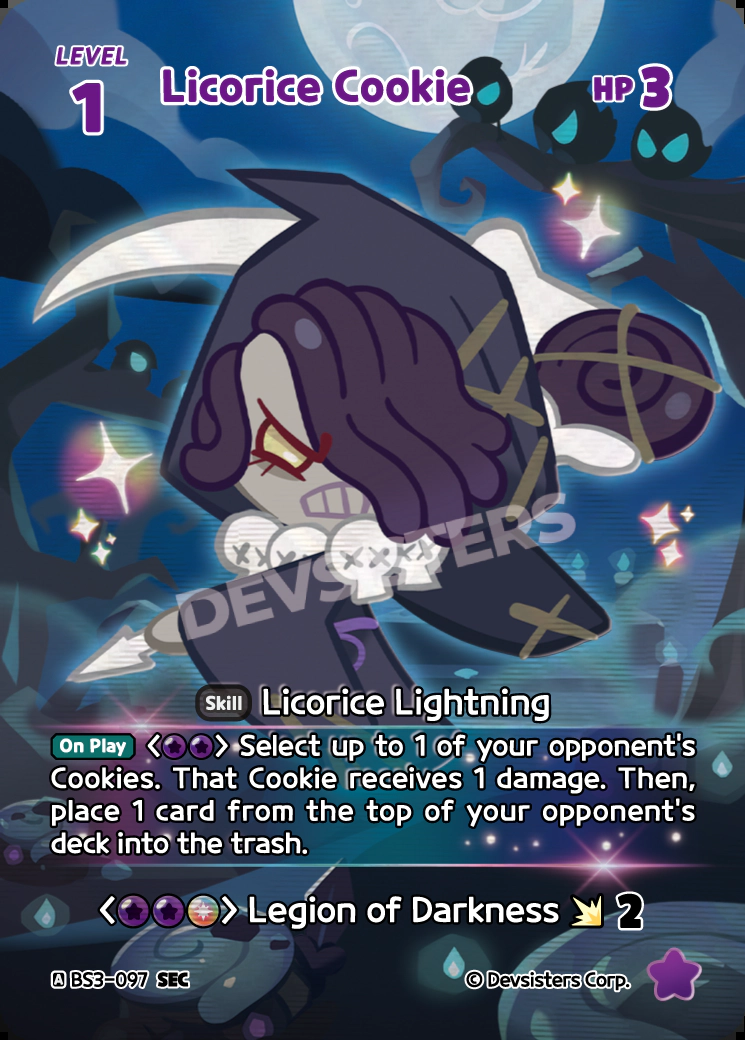 LEVEL
1
Licorice Cookie
HP 3
DEVSISTERS
Skill Licorice Lightning
On Play < > Select up to 1 of your opponent's
Cookies. That Cookie receives 1 damage. Then,
place 1 card from the top of your opponent's
deck into the trash.
< > Legion of Darkness 2
A BS3-097 SEC
© Devsisters Corp.